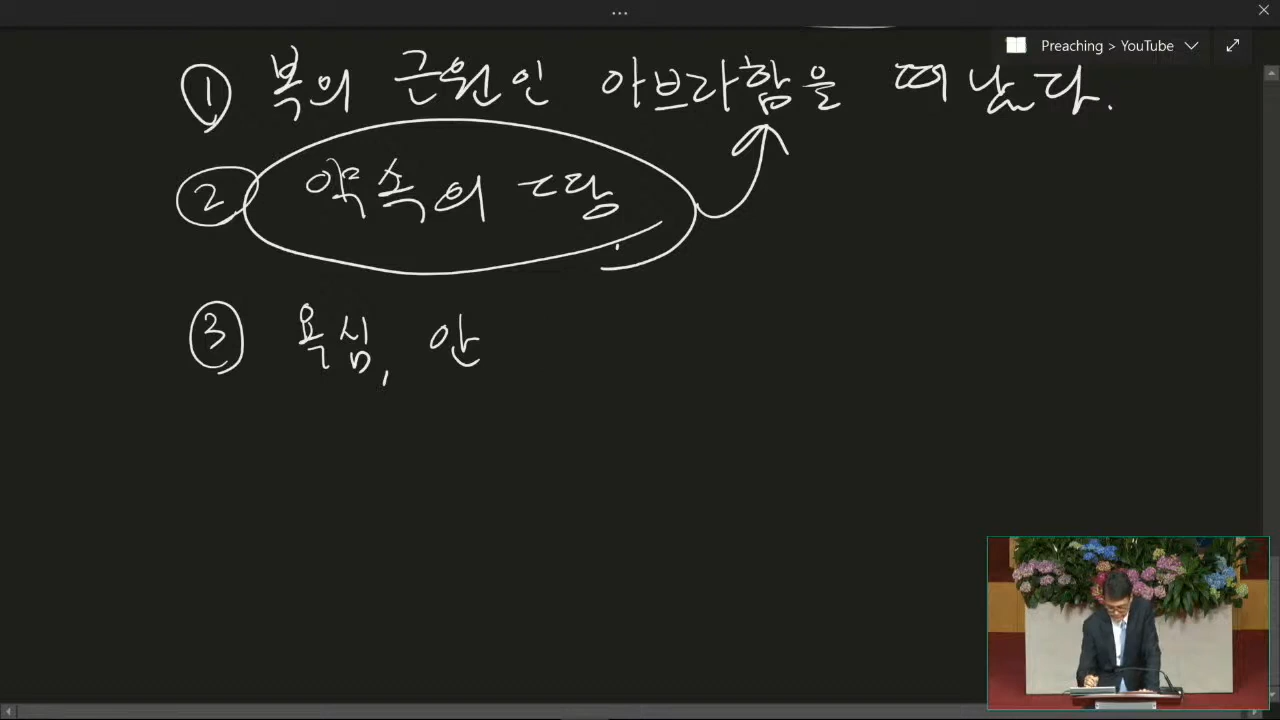 ...
Preaching > YouTube
① 복의 근원인 아브라함을 떠났다.
② 약속의 땅
③ 욕심, 안